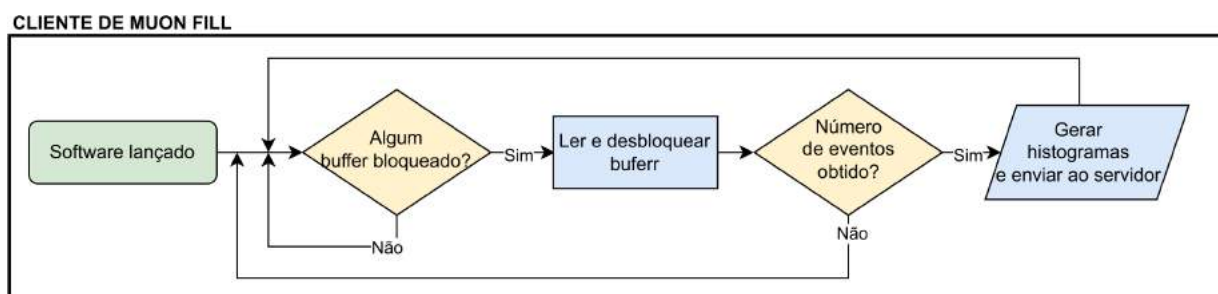 CLIENTE DE MUON FILL
Software lançado
Algum
buffer bloqueado?
Sim
Ler e desbloquear
buferr
Número
de eventos
obtido?
Sim
Gerar
histogramas
e enviar ao servidor
Não
Não